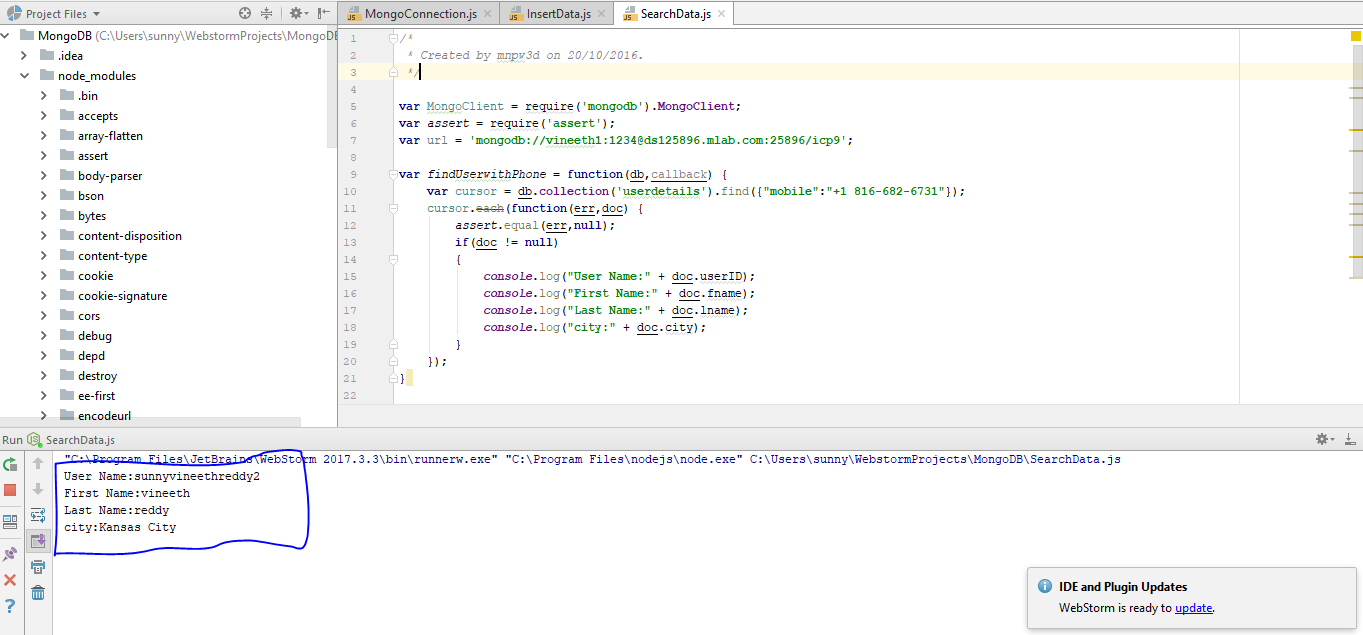 Project Files
MongoConnection.js
InsertData.js
SearchData.js
MongoDB (C:\Users\sunny\WebstormProjects\MongoDB
.idea
node_modules
.bin
accepts
array-flatten
assert
body-parser
bson
bytes
content-disposition
content-type
cookie
cookie-signature
cors
debug
depd
destroy
ee-first
encodeurl
1 /*
2 * Created by mnpw3d on 20/10/2016.
3 */
4
5 var MongoClient = require('mongodb').MongoClient;
6 var assert = require('assert');
7 var url = 'mongodb://vineeth1:1234@ds125896.mlab.com:25896/icp9';
8
9 var findUserwithPhone = function(db,callback) {
10 var cursor = db.collection('userdetails').find({"mobile":"+1 816-682-6731"});
11 cursor.each(function(err,doc) {
12 assert.equal(err,null);
13 if(doc != null)
14 {
15 console.log("User Name:" + doc.userID);
16 console.log("First Name:" + doc.fname);
17 console.log("Last Name:" + doc.lname);
18 console.log("city:" + doc.city);
19 }
20 });
21 }
22
Run SearchData.js
"C:\Program Files\JetBrains\WebStorm 2017.3.3\bin\runnerw.exe" "C:\Program Files\nodejs\node.exe" C:\Users\sunny\WebstormProjects\MongoDB\SearchData.js
User Name:sunnyvineethreddy2
First Name:vineeth
Last Name:reddy
city:Kansas City
IDE and Plugin Updates
WebStorm is ready to update.